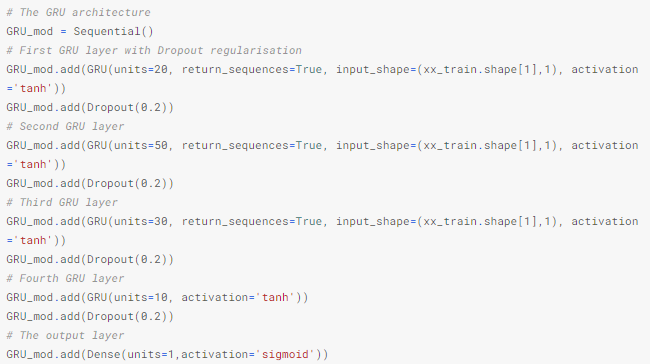 # The GRU architecture
GRU_mod = Sequential()
# First GRU layer with Dropout regularisation
GRU_mod.add(GRU(units=20, return_sequences=True, input_shape=(xx_train.shape[1],1), activation
='tanh'))
GRU_mod.add(Dropout(0.2))
# Second GRU layer
GRU_mod.add(GRU(units=50, return_sequences=True, input_shape=(xx_train.shape[1],1), activation
='tanh'))
GRU_mod.add(Dropout(0.2))
# Third GRU layer
GRU_mod.add(GRU(units=30, return_sequences=True, input_shape=(xx_train.shape[1],1), activation
='tanh'))
GRU_mod.add(Dropout(0.2))
# Fourth GRU layer
GRU_mod.add(GRU(units=10, activation='tanh'))
GRU_mod.add(Dropout(0.2))
# The output layer
GRU_mod.add(Dense(units=1,activation='sigmoid'))